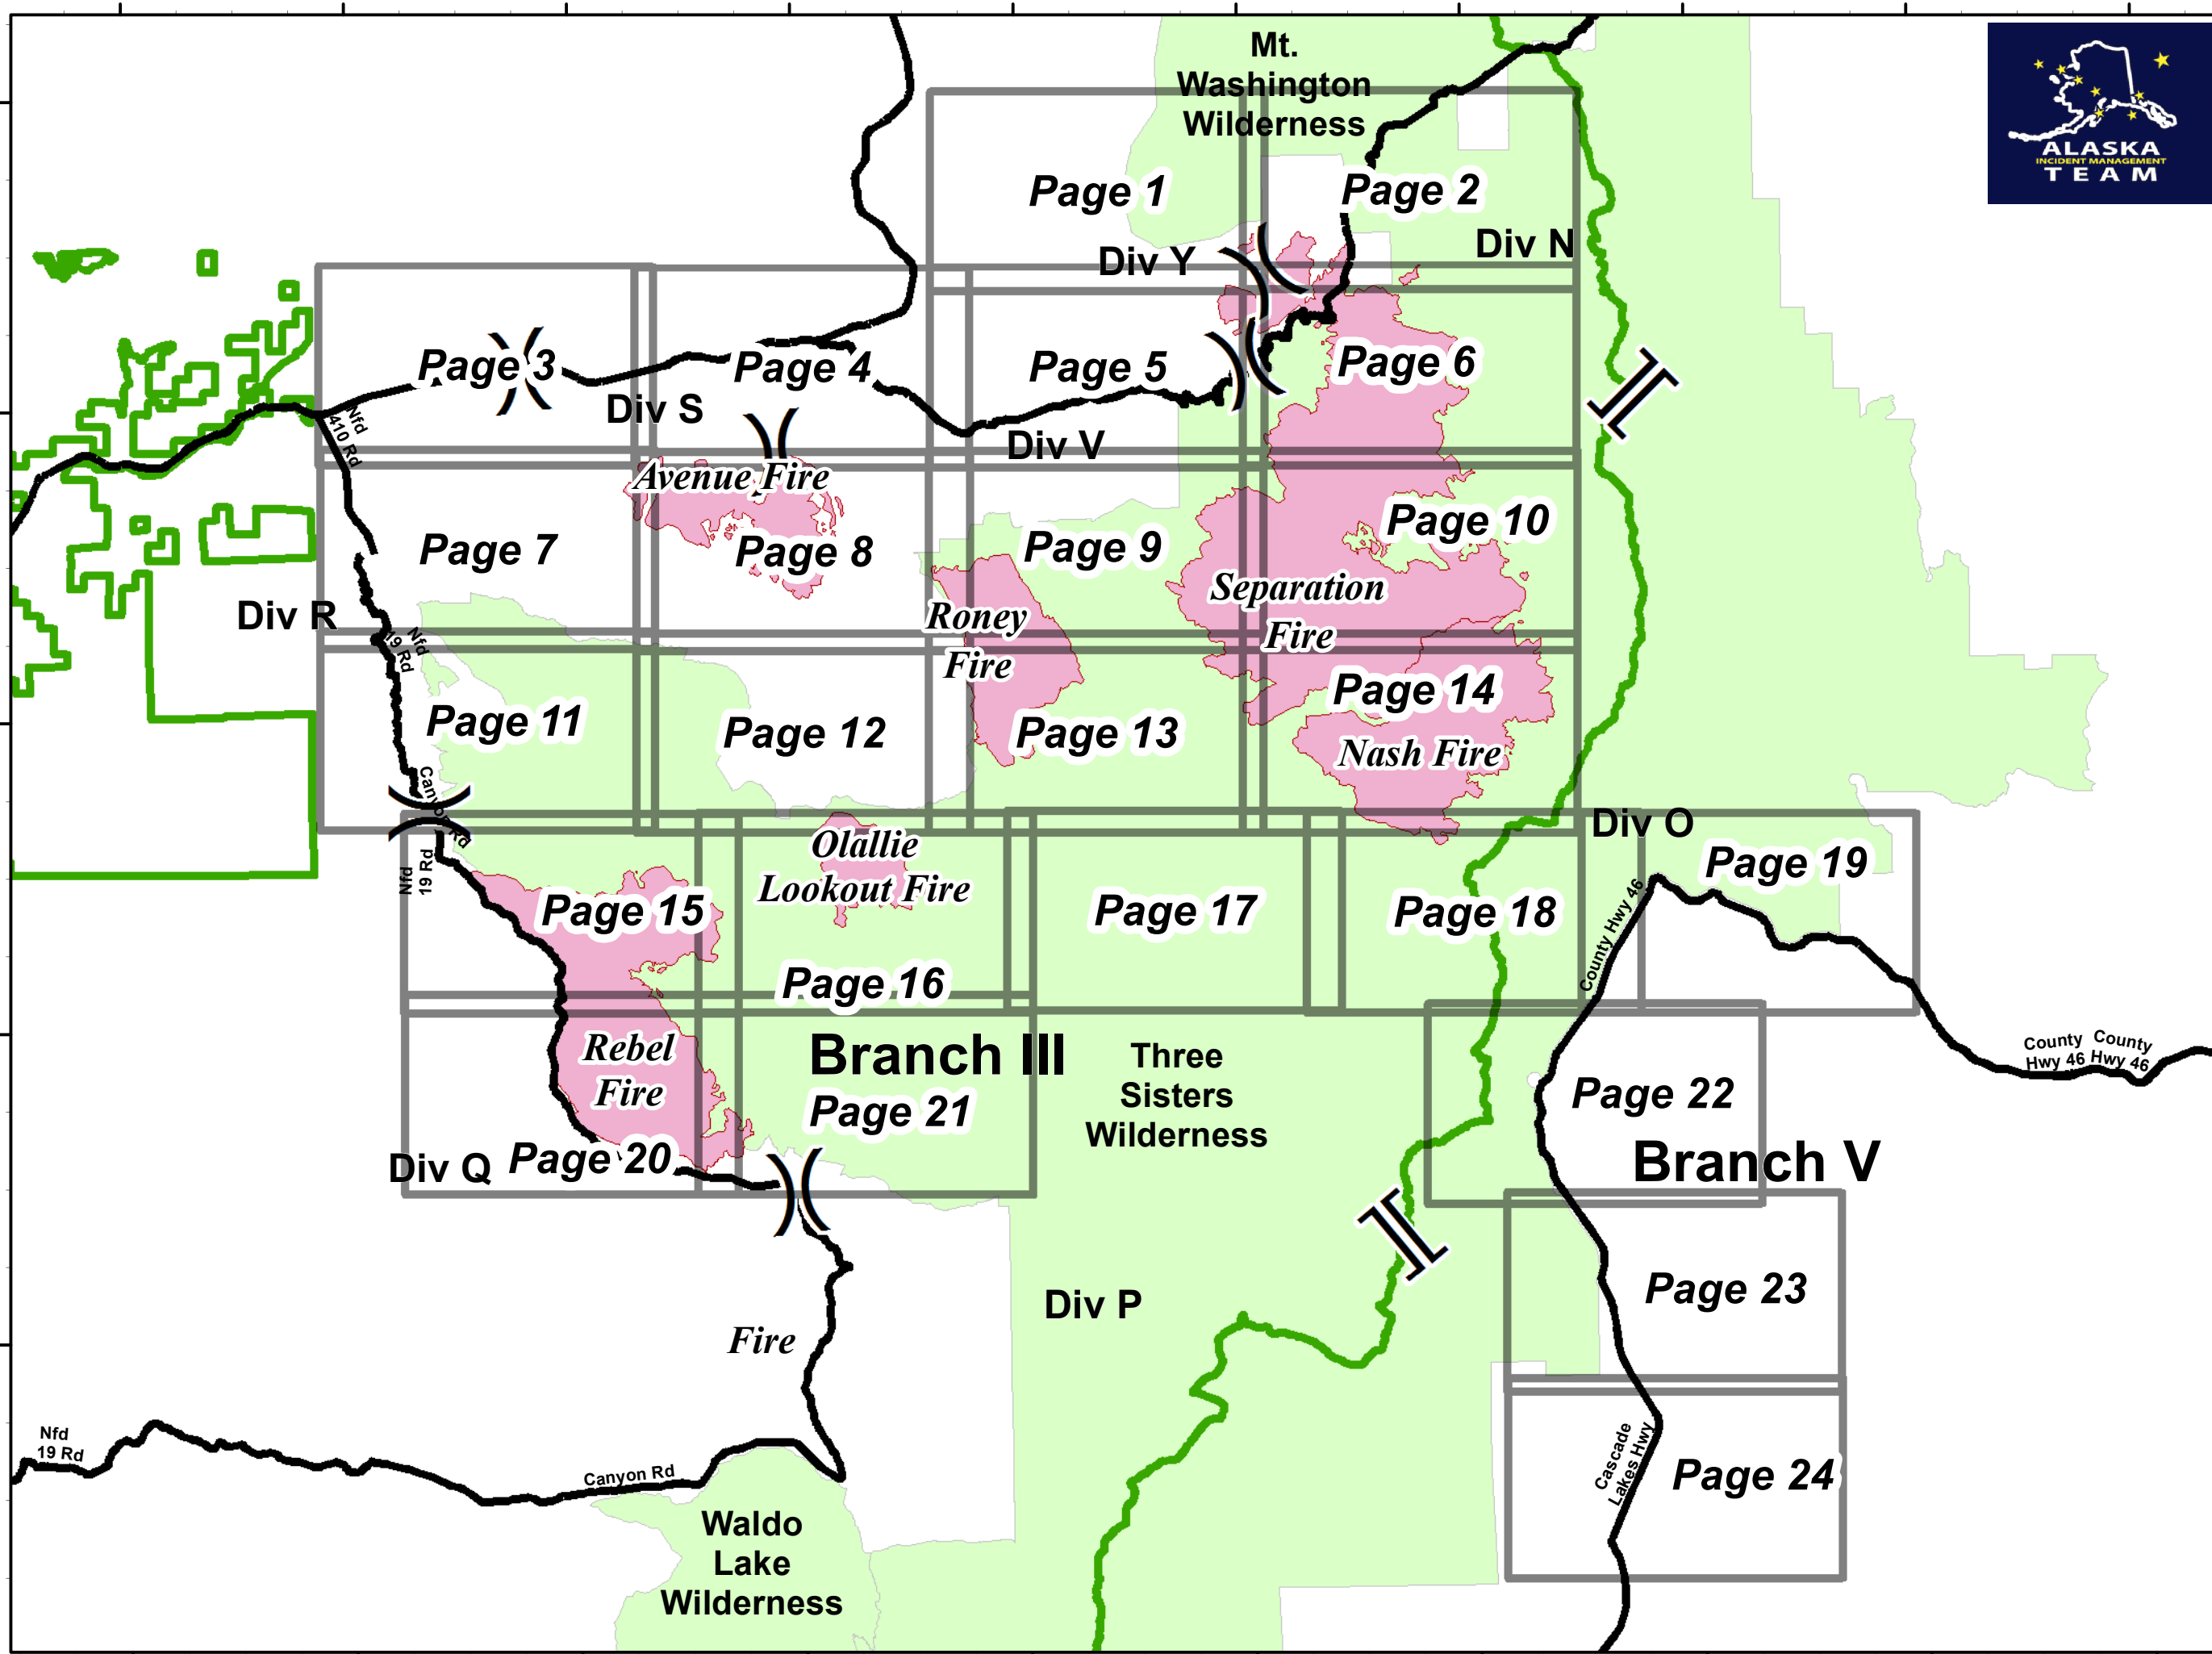 Mt.
Washington
Wilderness
ALASKA
INCIDENT MANAGEMENT
TEAM
Page 1
Page 2
Div Y
Div N
Page 3
Page 4
Page 5
Page 6
Div S
Nfd
410 Rd
Div V
Avenue Fire
Page 7
Page 8
Page 9
Page 10
Separation
Fire
Div R
Roney
Fire
Nfd
19 Rd
Page 11
Page 12
Page 13
Page 14
Nash Fire
Canyon Rd
Div O
Nfd
19 Rd
Olallie
Lookout Fire
Page 15
Page 16
Page 17
Page 18
Page 19
County Hwy 46
Rebel
Fire
Branch III
Page 21
Three
Sisters
Wilderness
Page 22
County
Hwy 46
County
Hwy 46
Div Q
Page 20
Branch V
Page 23
Div P
Fire
Nfd
19 Rd
Canyon Rd
Cascade
Lakes Hwy
Page 24
Waldo
Lake
Wilderness